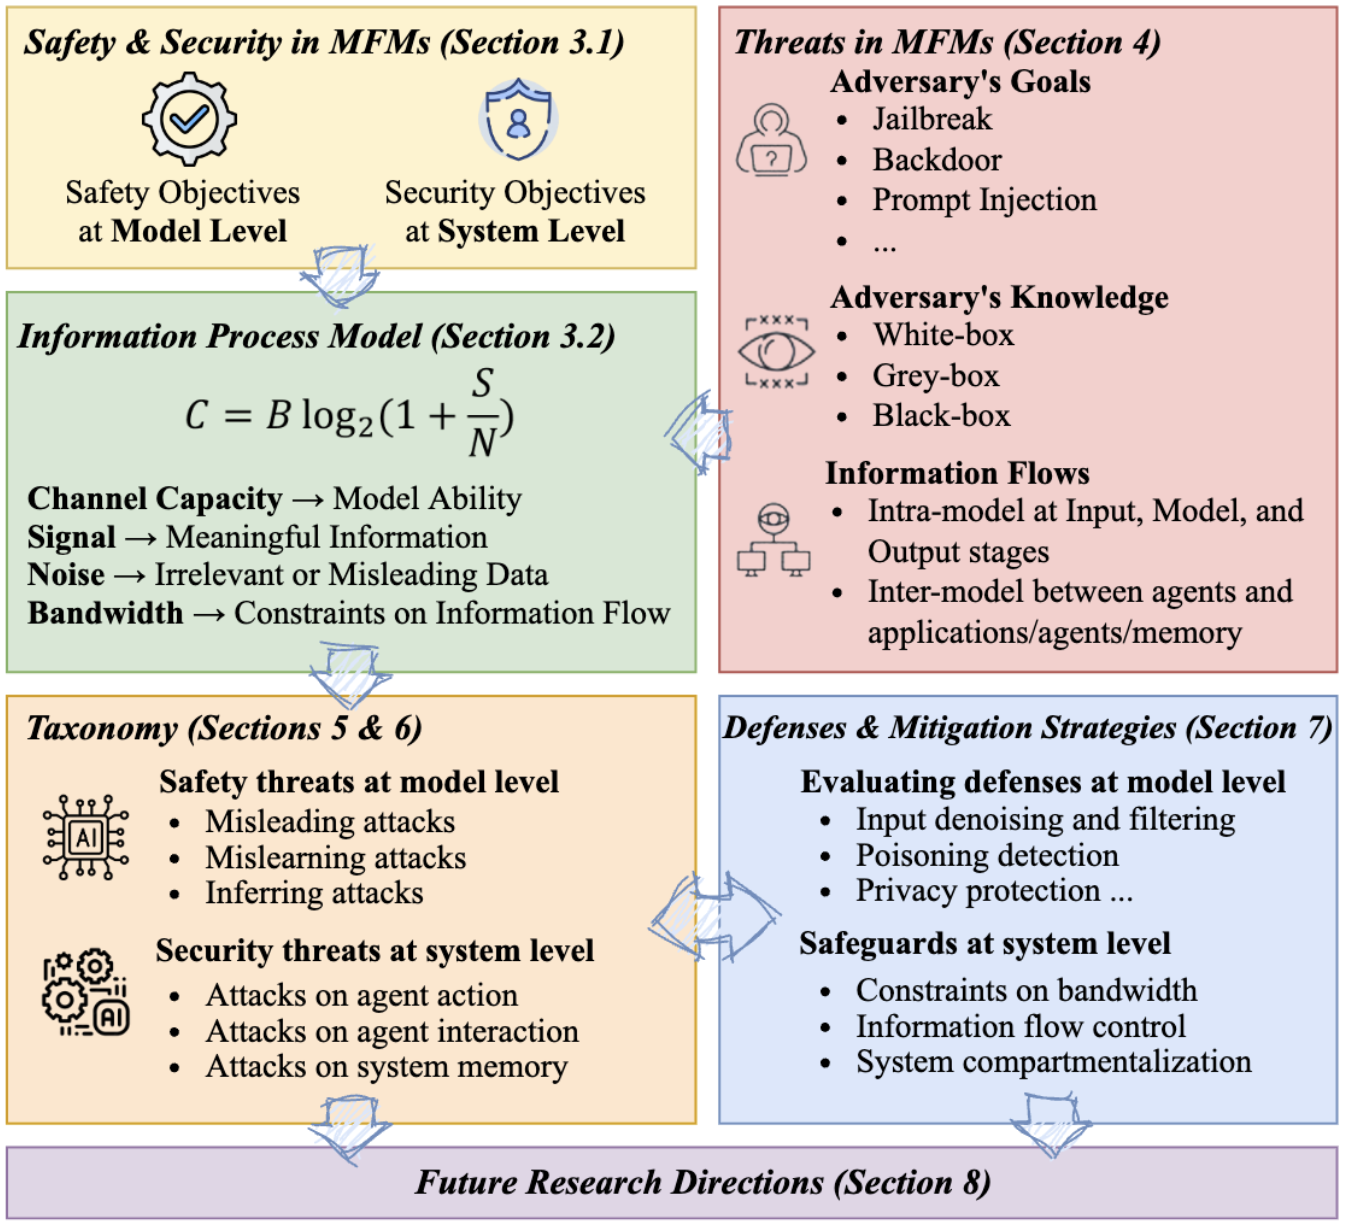 Safety & Security in MFMs (Section 3.1)
Safety Objectives
at Model Level
Security Objectives
at System Level
Information Process Model (Section 3.2)
C = B log₂(1 + S/N)
Channel Capacity → Model Ability
Signal → Meaningful Information
Noise → Irrelevant or Misleading Data
Bandwidth → Constraints on Information Flow
Threats in MFMs (Section 4)
Adversary's Goals
• Jailbreak
• Backdoor
• Prompt Injection
• ...
?
Adversary's Knowledge
• White-box
• Grey-box
• Black-box
xxx
xxx
Information Flows
• Intra-model at Input, Model, and
Output stages
• Inter-model between agents and
applications/agents/memory
Taxonomy (Sections 5 & 6)
AI
Safety threats at model level
• Misleading attacks
• Mislearning attacks
• Inferring attacks
AI
Security threats at system level
• Attacks on agent action
• Attacks on agent interaction
• Attacks on system memory
Defenses & Mitigation Strategies (Section 7)
Evaluating defenses at model level
• Input denoising and filtering
• Poisoning detection
• Privacy protection ...
Safeguards at system level
• Constraints on bandwidth
• Information flow control
• System compartmentalization
Future Research Directions (Section 8)